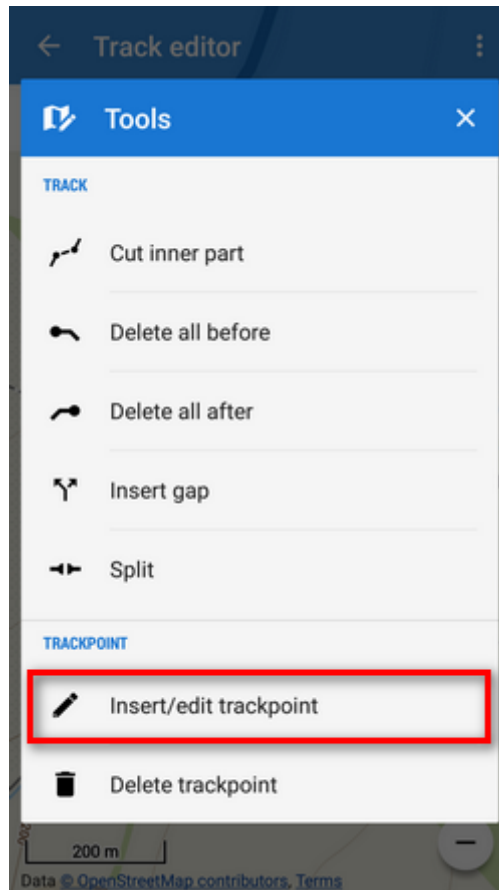 Track editor
Tools
TRACK
Cut inner part
Delete all before
Delete all after
Insert gap
Split
TRACKPOINT
Insert/edit trackpoint
Delete trackpoint
200
200 m
Data © OpenStreetMap contributors, Terms